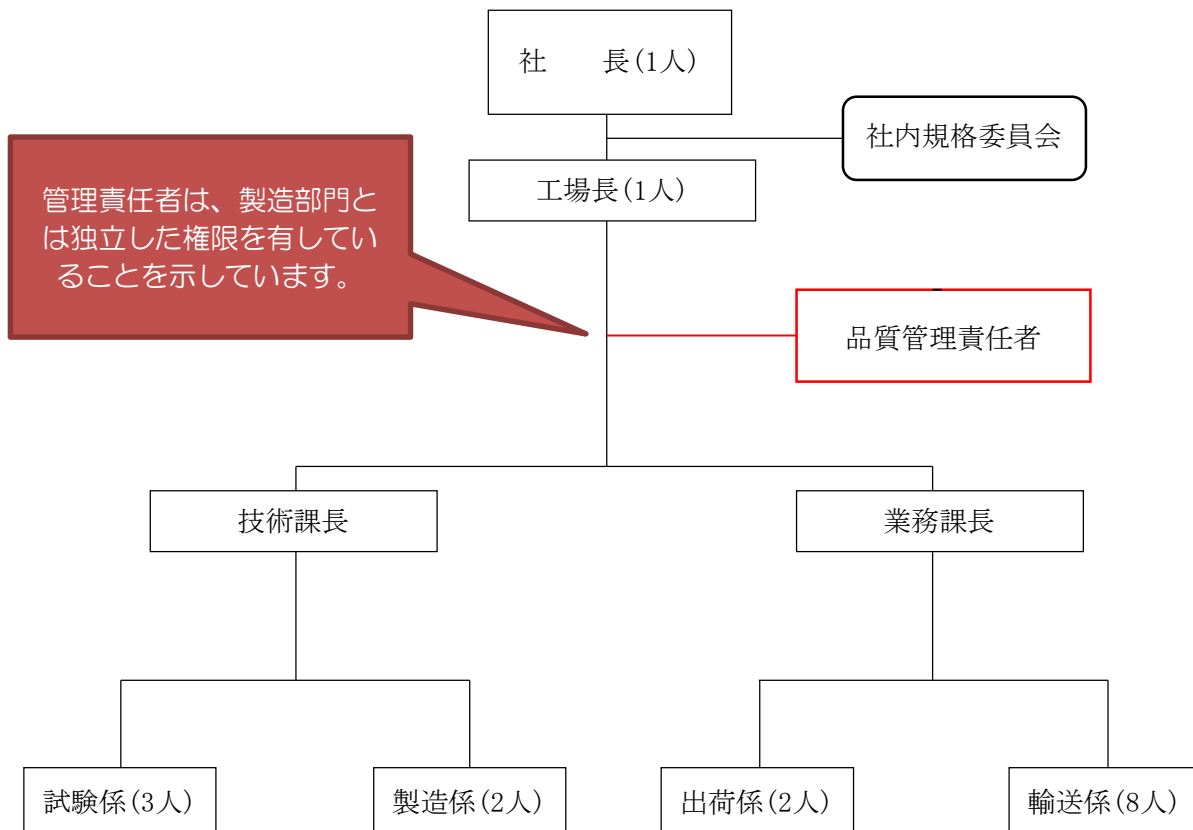 社　　長(1人)
社内規格委員会
工場長(1人)
管理責任者は、製造部門と
は独立した権限を有してい
ることを示しています。
品質管理責任者
技術課長
業務課長
試験係(3人)
製造係(2人)
出荷係(2人)
輸送係(8人)